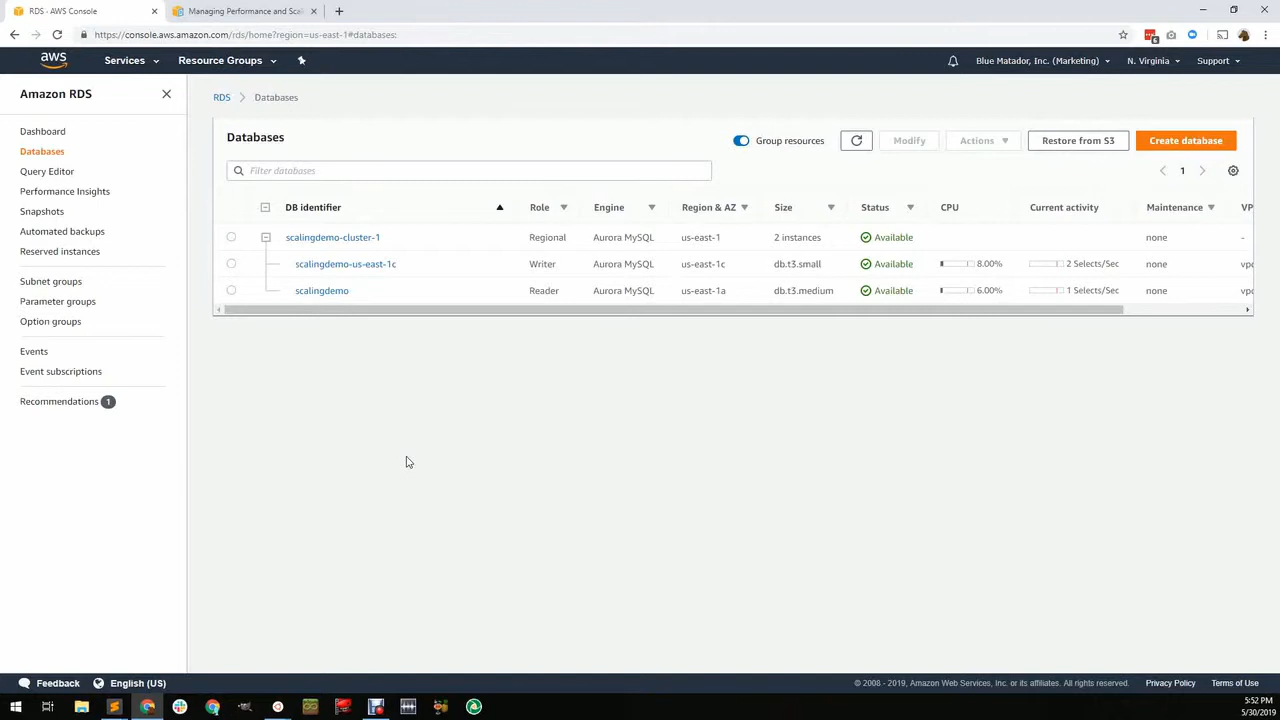 RDS - AWS Console
Managing Performance and Scal
https://console.aws.amazon.com/rds/home?region=us-east-1#databases:
aws
Services
Resource Groups
Blue Matador, Inc. (Marketing)
N. Virginia
Support
Amazon RDS
Dashboard
Databases
Query Editor
Performance Insights
Snapshots
Automated backups
Reserved instances
Subnet groups
Parameter groups
Option groups
Events
Event subscriptions
Recommendations 1
RDS > Databases
Databases
Group resources
Modify
Actions
Restore from S3
Create database
Filter databases
1
DB identifier Role Engine Region & AZ Size Status CPU Current activity Maintenance VP
scalingdemo-cluster-1 Regional Aurora MySQL us-east-1 2 instances Available none -
scalingdemo-us-east-1c Writer Aurora MySQL us-east-1c db.t3.small Available 8.00% 2 Selects/Sec none vpc
scalingdemo Reader Aurora MySQL us-east-1a db.t3.medium Available 6.00% 1 Selects/Sec none vpc
Feedback
English (US)
© 2008 - 2019, Amazon Web Services, Inc. or its affiliates. All rights reserved.
Privacy Policy
Terms of Use
5:52 PM
5/30/2019